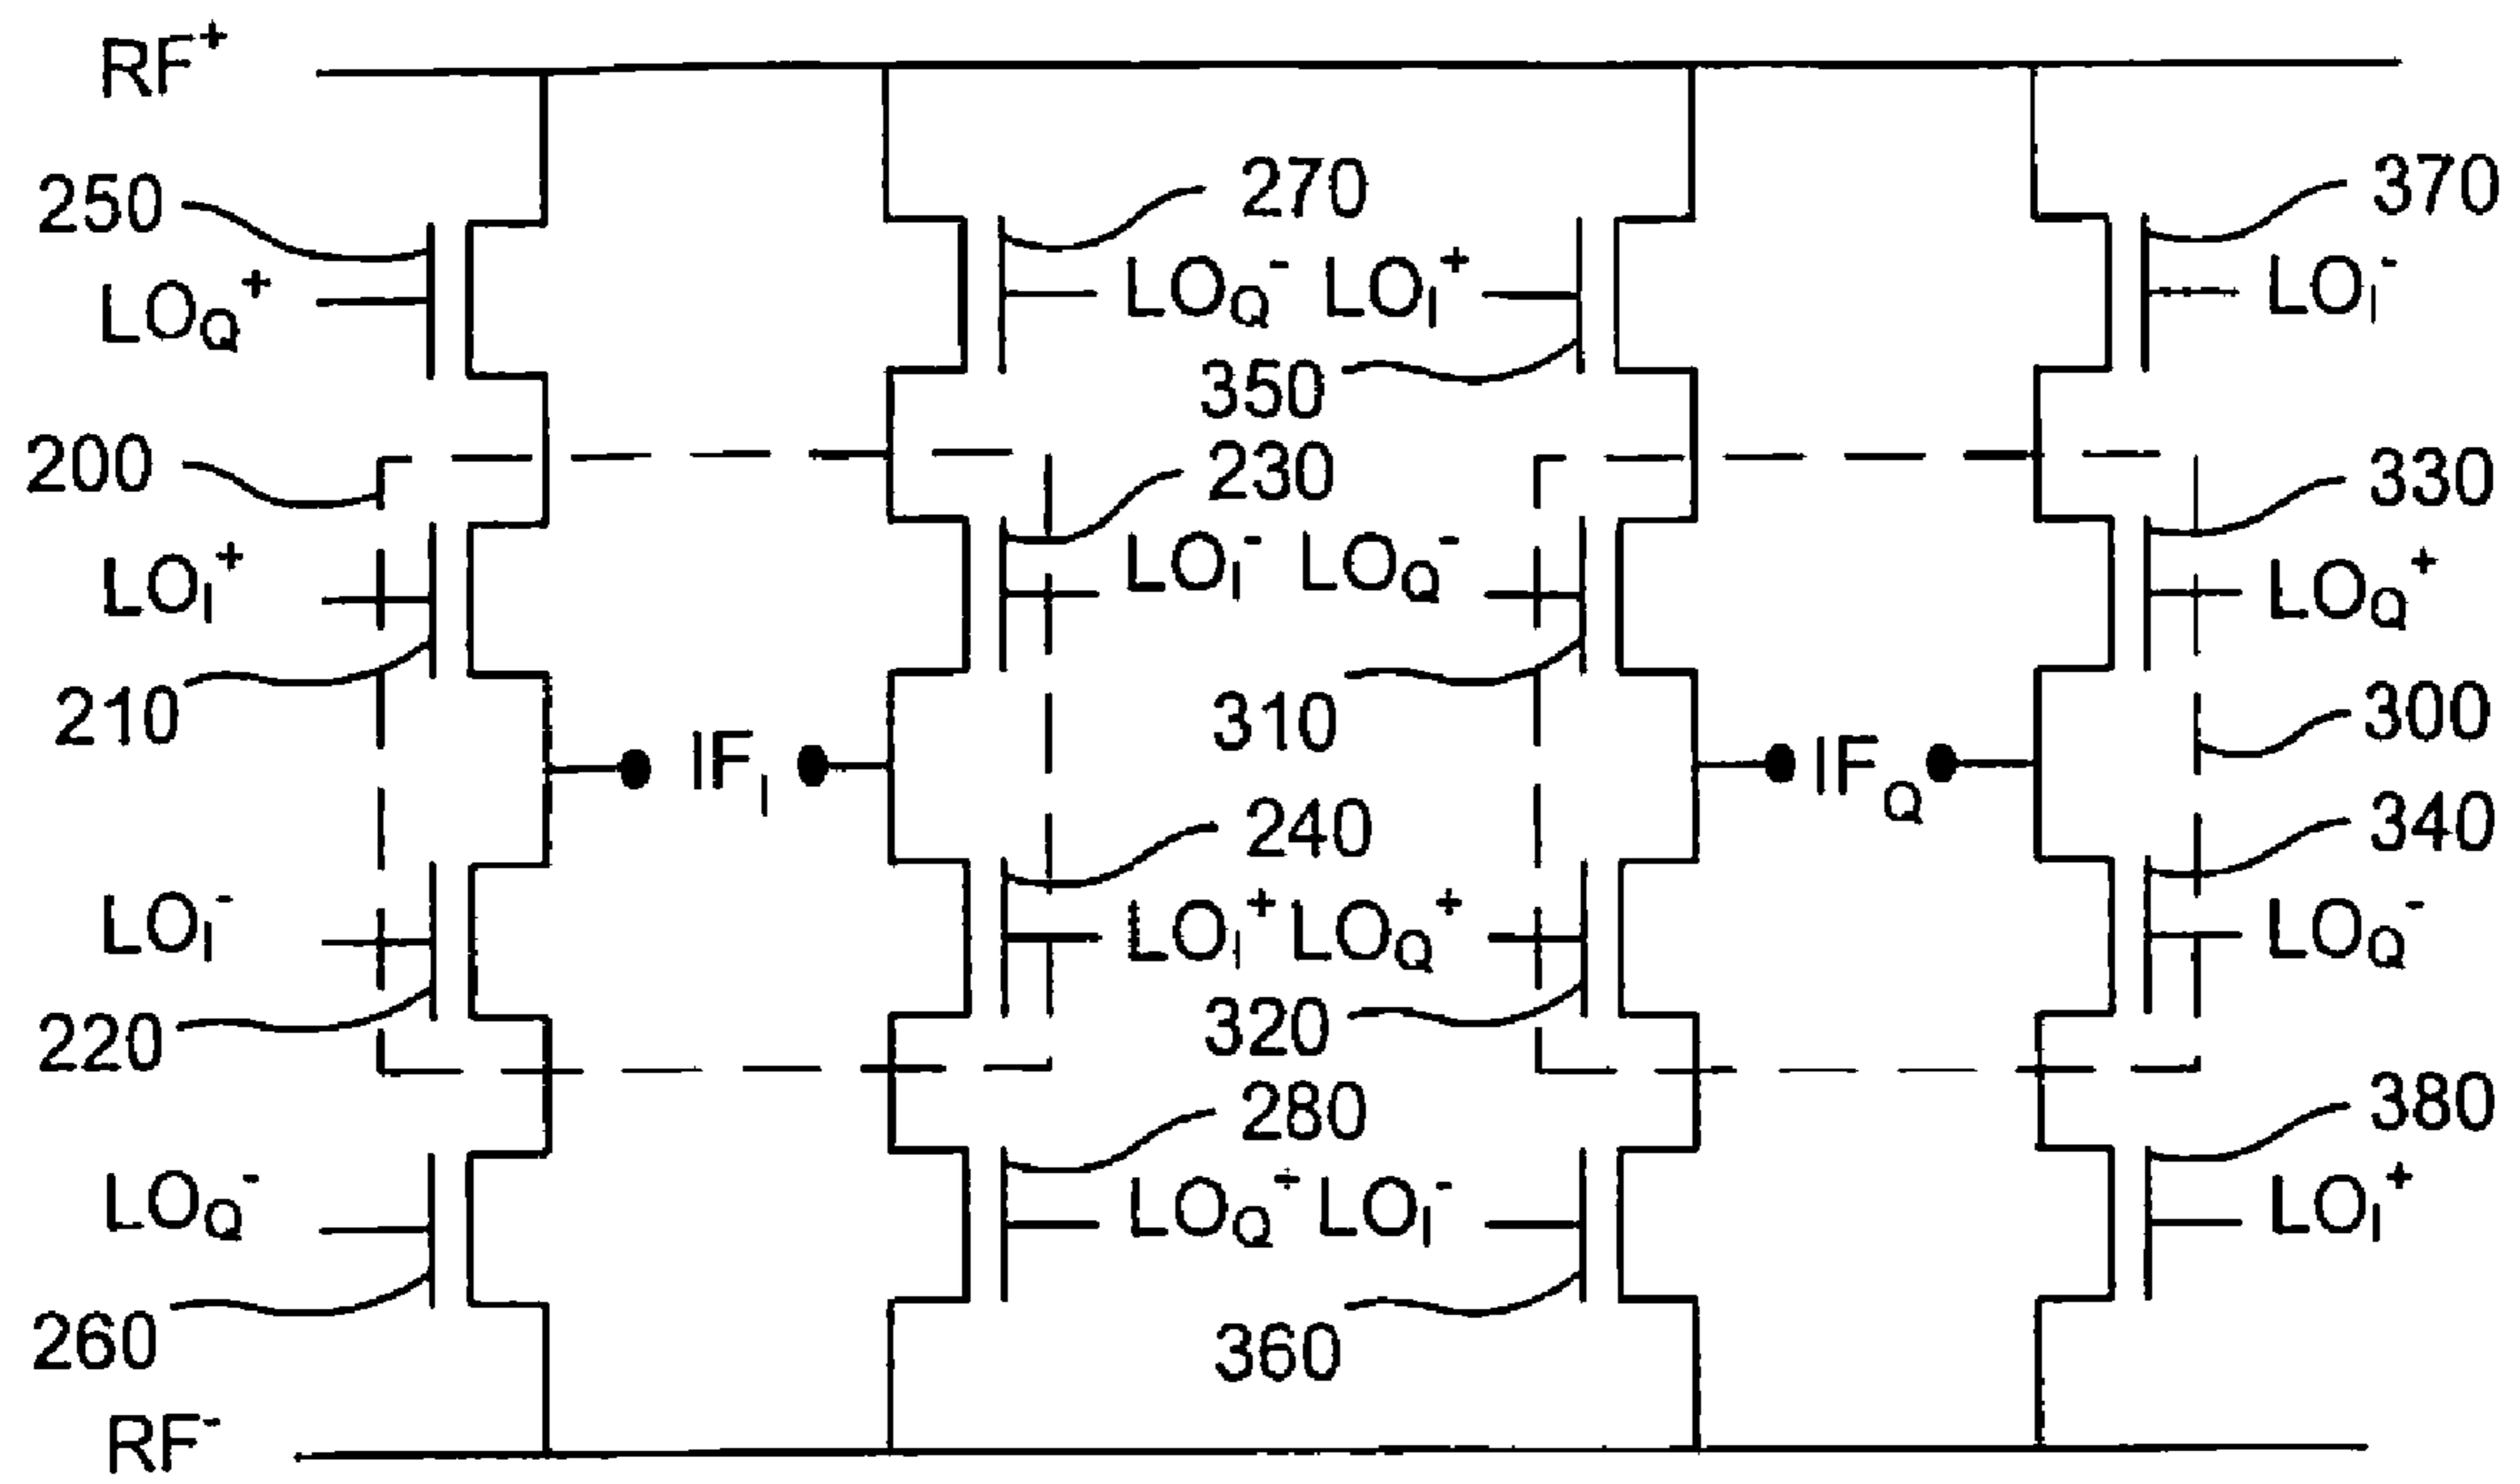 RF+
250
270
370
LOQ+
LOQ-
LOI+
LOI-
350
200
230
330
LOI+
LOI-
LOQ-
LOQ+
210
310
300
IFI
IFQ
240
340
LOI-
LOI+
LOQ+
LOQ-
220
320
280
380
LOQ-
LOQ+
LOI-
LOI+
260
360
RF-